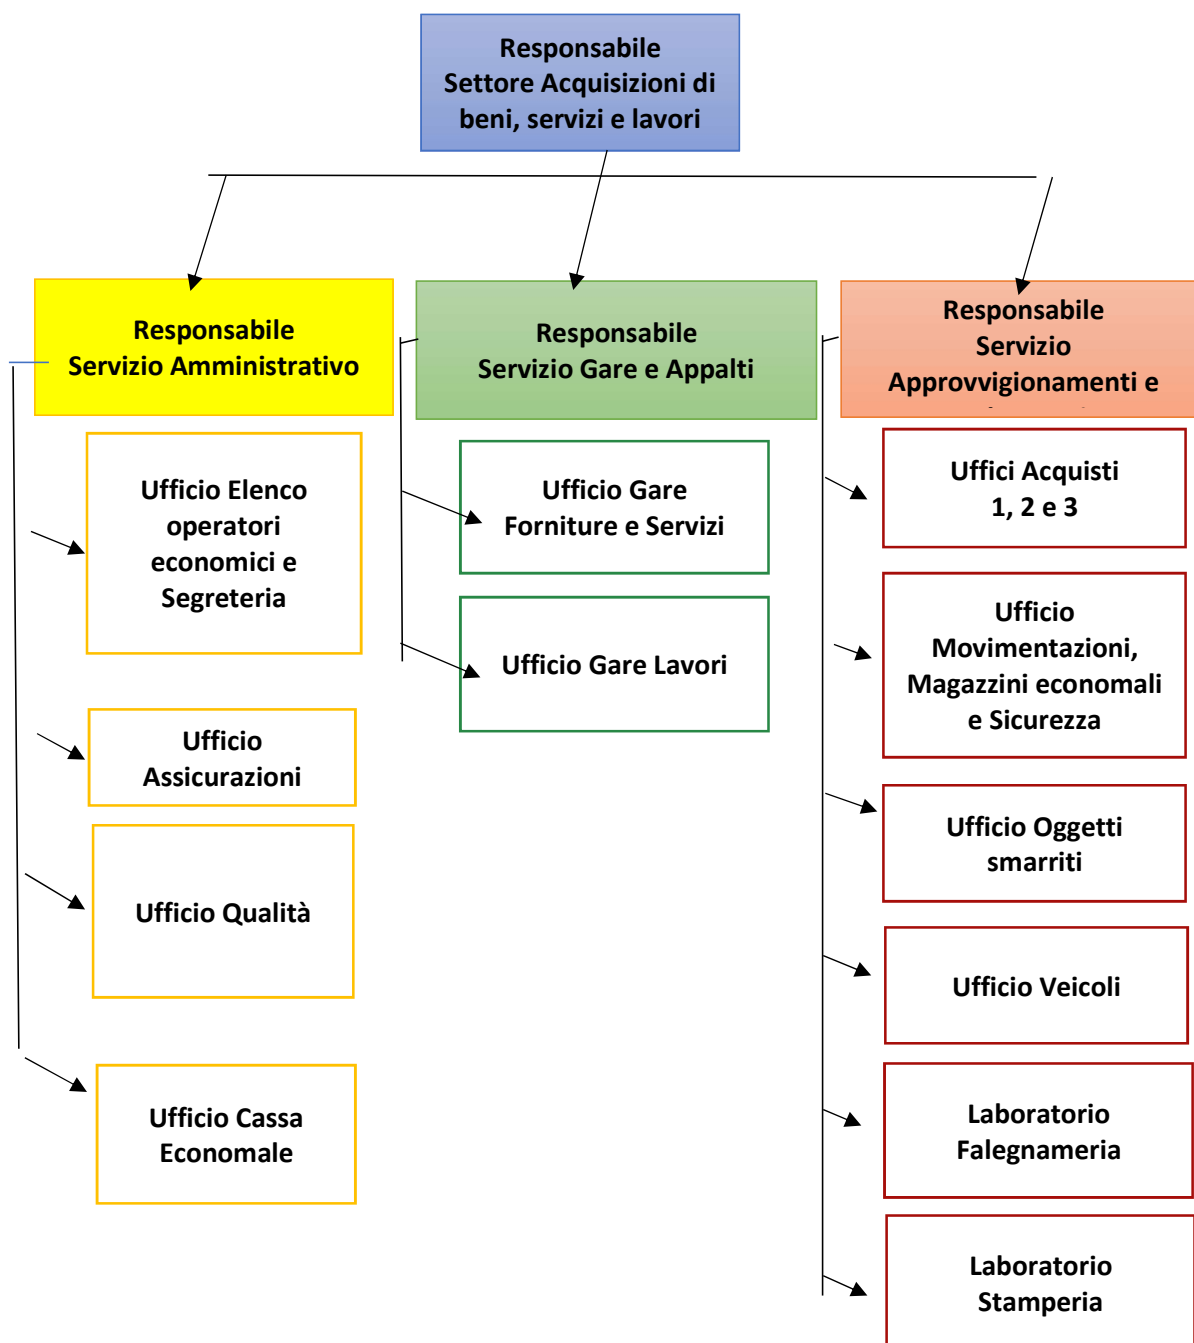 Responsabile
Settore Acquisizioni di
beni, servizi e lavori
Responsabile
Servizio Amministrativo
Responsabile
Servizio Gare e Appalti
Responsabile
Servizio
Approvvigionamenti e
Ufficio Elenco
operatori
economici e
Segreteria
Ufficio
Assicurazioni
Ufficio Qualità
Ufficio Cassa
Economale
Ufficio Gare
Forniture e Servizi
Ufficio Gare Lavori
Uffici Acquisti
1, 2 e 3
Ufficio
Movimentazioni,
Magazzini economali
e Sicurezza
Ufficio Oggetti
smarriti
Ufficio Veicoli
Laboratorio
Falegnameria
Laboratorio
Stamperia